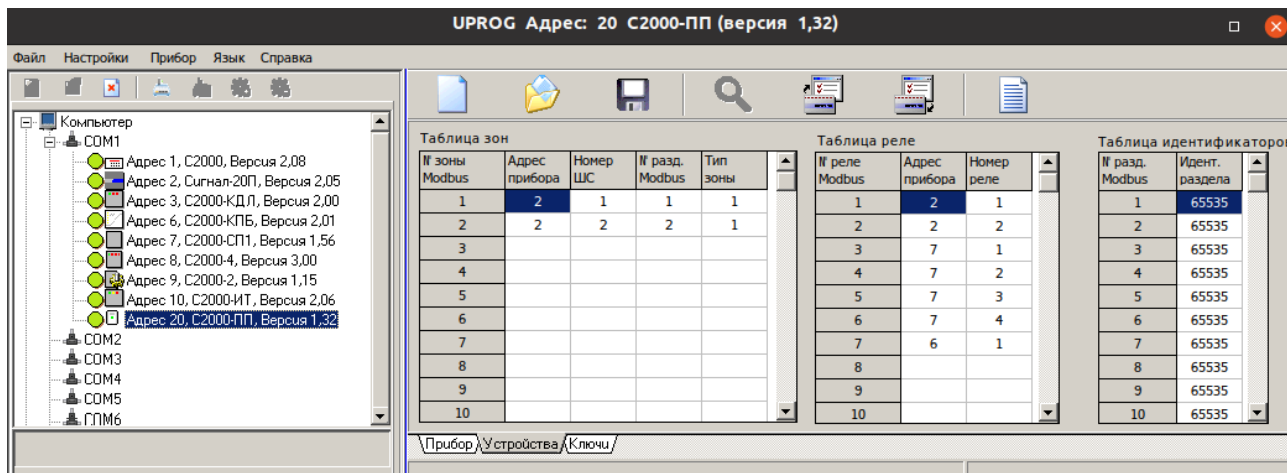 UPROG Адрес: 20 С2000-ПП (версия 1,32)
Файл Настройки Прибор Язык Справка
Компьютер
COM1
Адрес 1, С2000, Версия 2,08
Адрес 2, Сигнал-20П, Версия 2,05
Адрес 3, С2000-КДЛ, Версия 2,00
Адрес 6, С2000-КПБ, Версия 2,01
Адрес 7, С2000-СП1, Версия 1,56
Адрес 8, С2000-4, Версия 3,00
Адрес 9, С2000-2, Версия 1,15
Адрес 10, С2000-ИТ, Версия 2,06
Адрес 20, С2000-ПП, Версия 1,32
COM2
COM3
COM4
COM5
COM6
Таблица зон
№ зоны Modbus Адрес прибора Номер ШС № разд. Modbus Тип зоны
1 2 1 1 1
2 2 2 2 1
3
4
5
6
7
8
9
10
Таблица реле
№ реле Modbus Адрес прибора Номер реле
1 2 1
2 2 2
3 7 1
4 7 2
5 7 3
6 7 4
7 6 1
8
9
10
Таблица идентификаторов
№ разд. Modbus Идент. раздела
1 65535
2 65535
3 65535
4 65535
5 65535
6 65535
7 65535
8 65535
9 65535
10 65535
Прибор Устройства Ключи